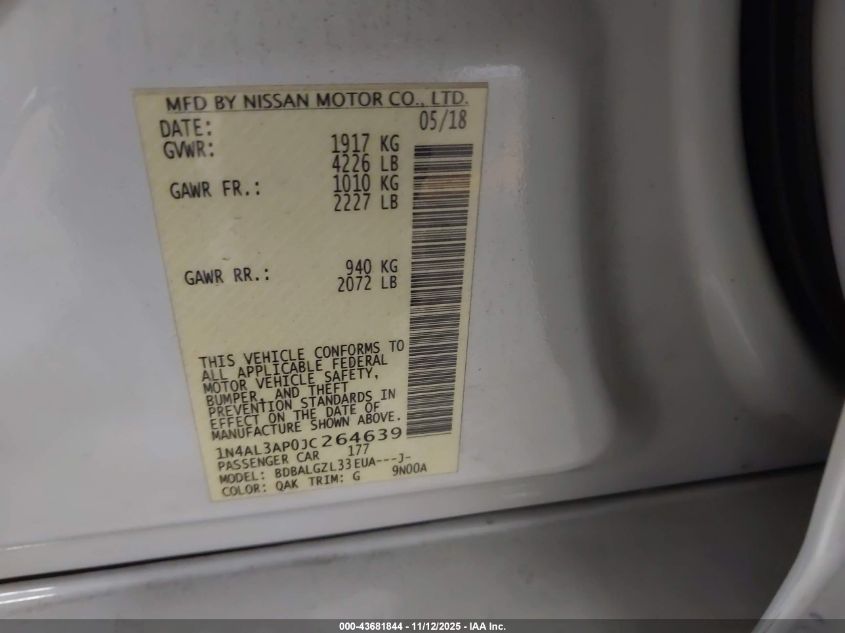 MFD BY NISSAN MOTOR CO., LTD.
DATE: 05/18
GVWR: 1917 KG
4226 LB
GAWR FR.: 1010 KG
2227 LB
GAWR RR.: 940 KG
2072 LB
THIS VEHICLE CONFORMS TO
ALL APPLICABLE FEDERAL
MOTOR VEHICLE SAFETY,
BUMPER, AND THEFT
PREVENTION STANDARDS IN
EFFECT ON THE DATE OF
MANUFACTURE SHOWN ABOVE.
1N4AL3AP0JC264639
PASSENGER CAR 177
MODEL: BDBALGZL33EUA---J-
COLOR: QAK TRIM: G 9N00A
000-43681844 - 11/12/2025 - IAA Inc.